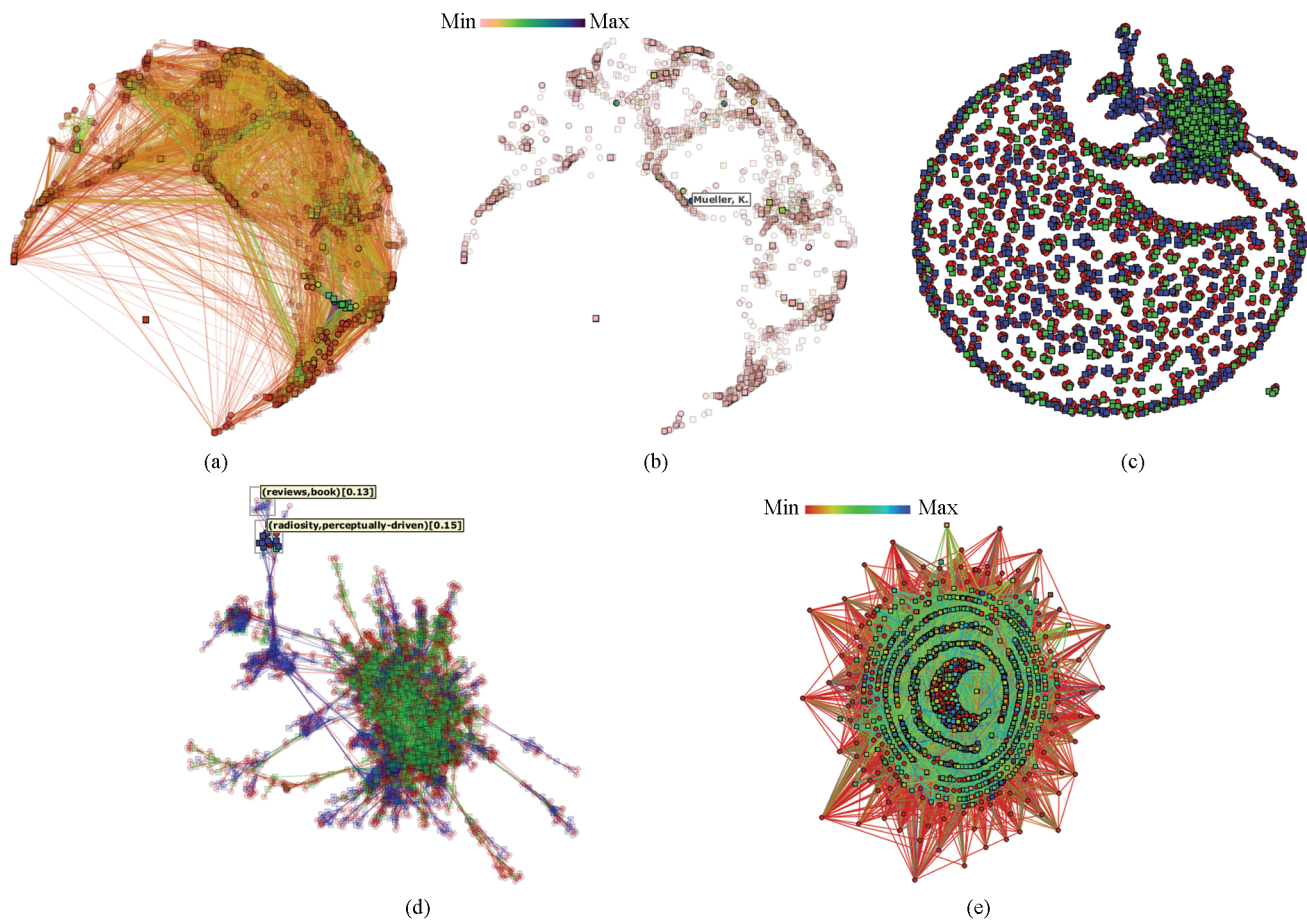 Min Max
Mueller, K.
(a) (b) (c)
(reviews,book)[0.13]
(radiosity,perceptually-driven)[0.15]
Min Max
(d) (e)